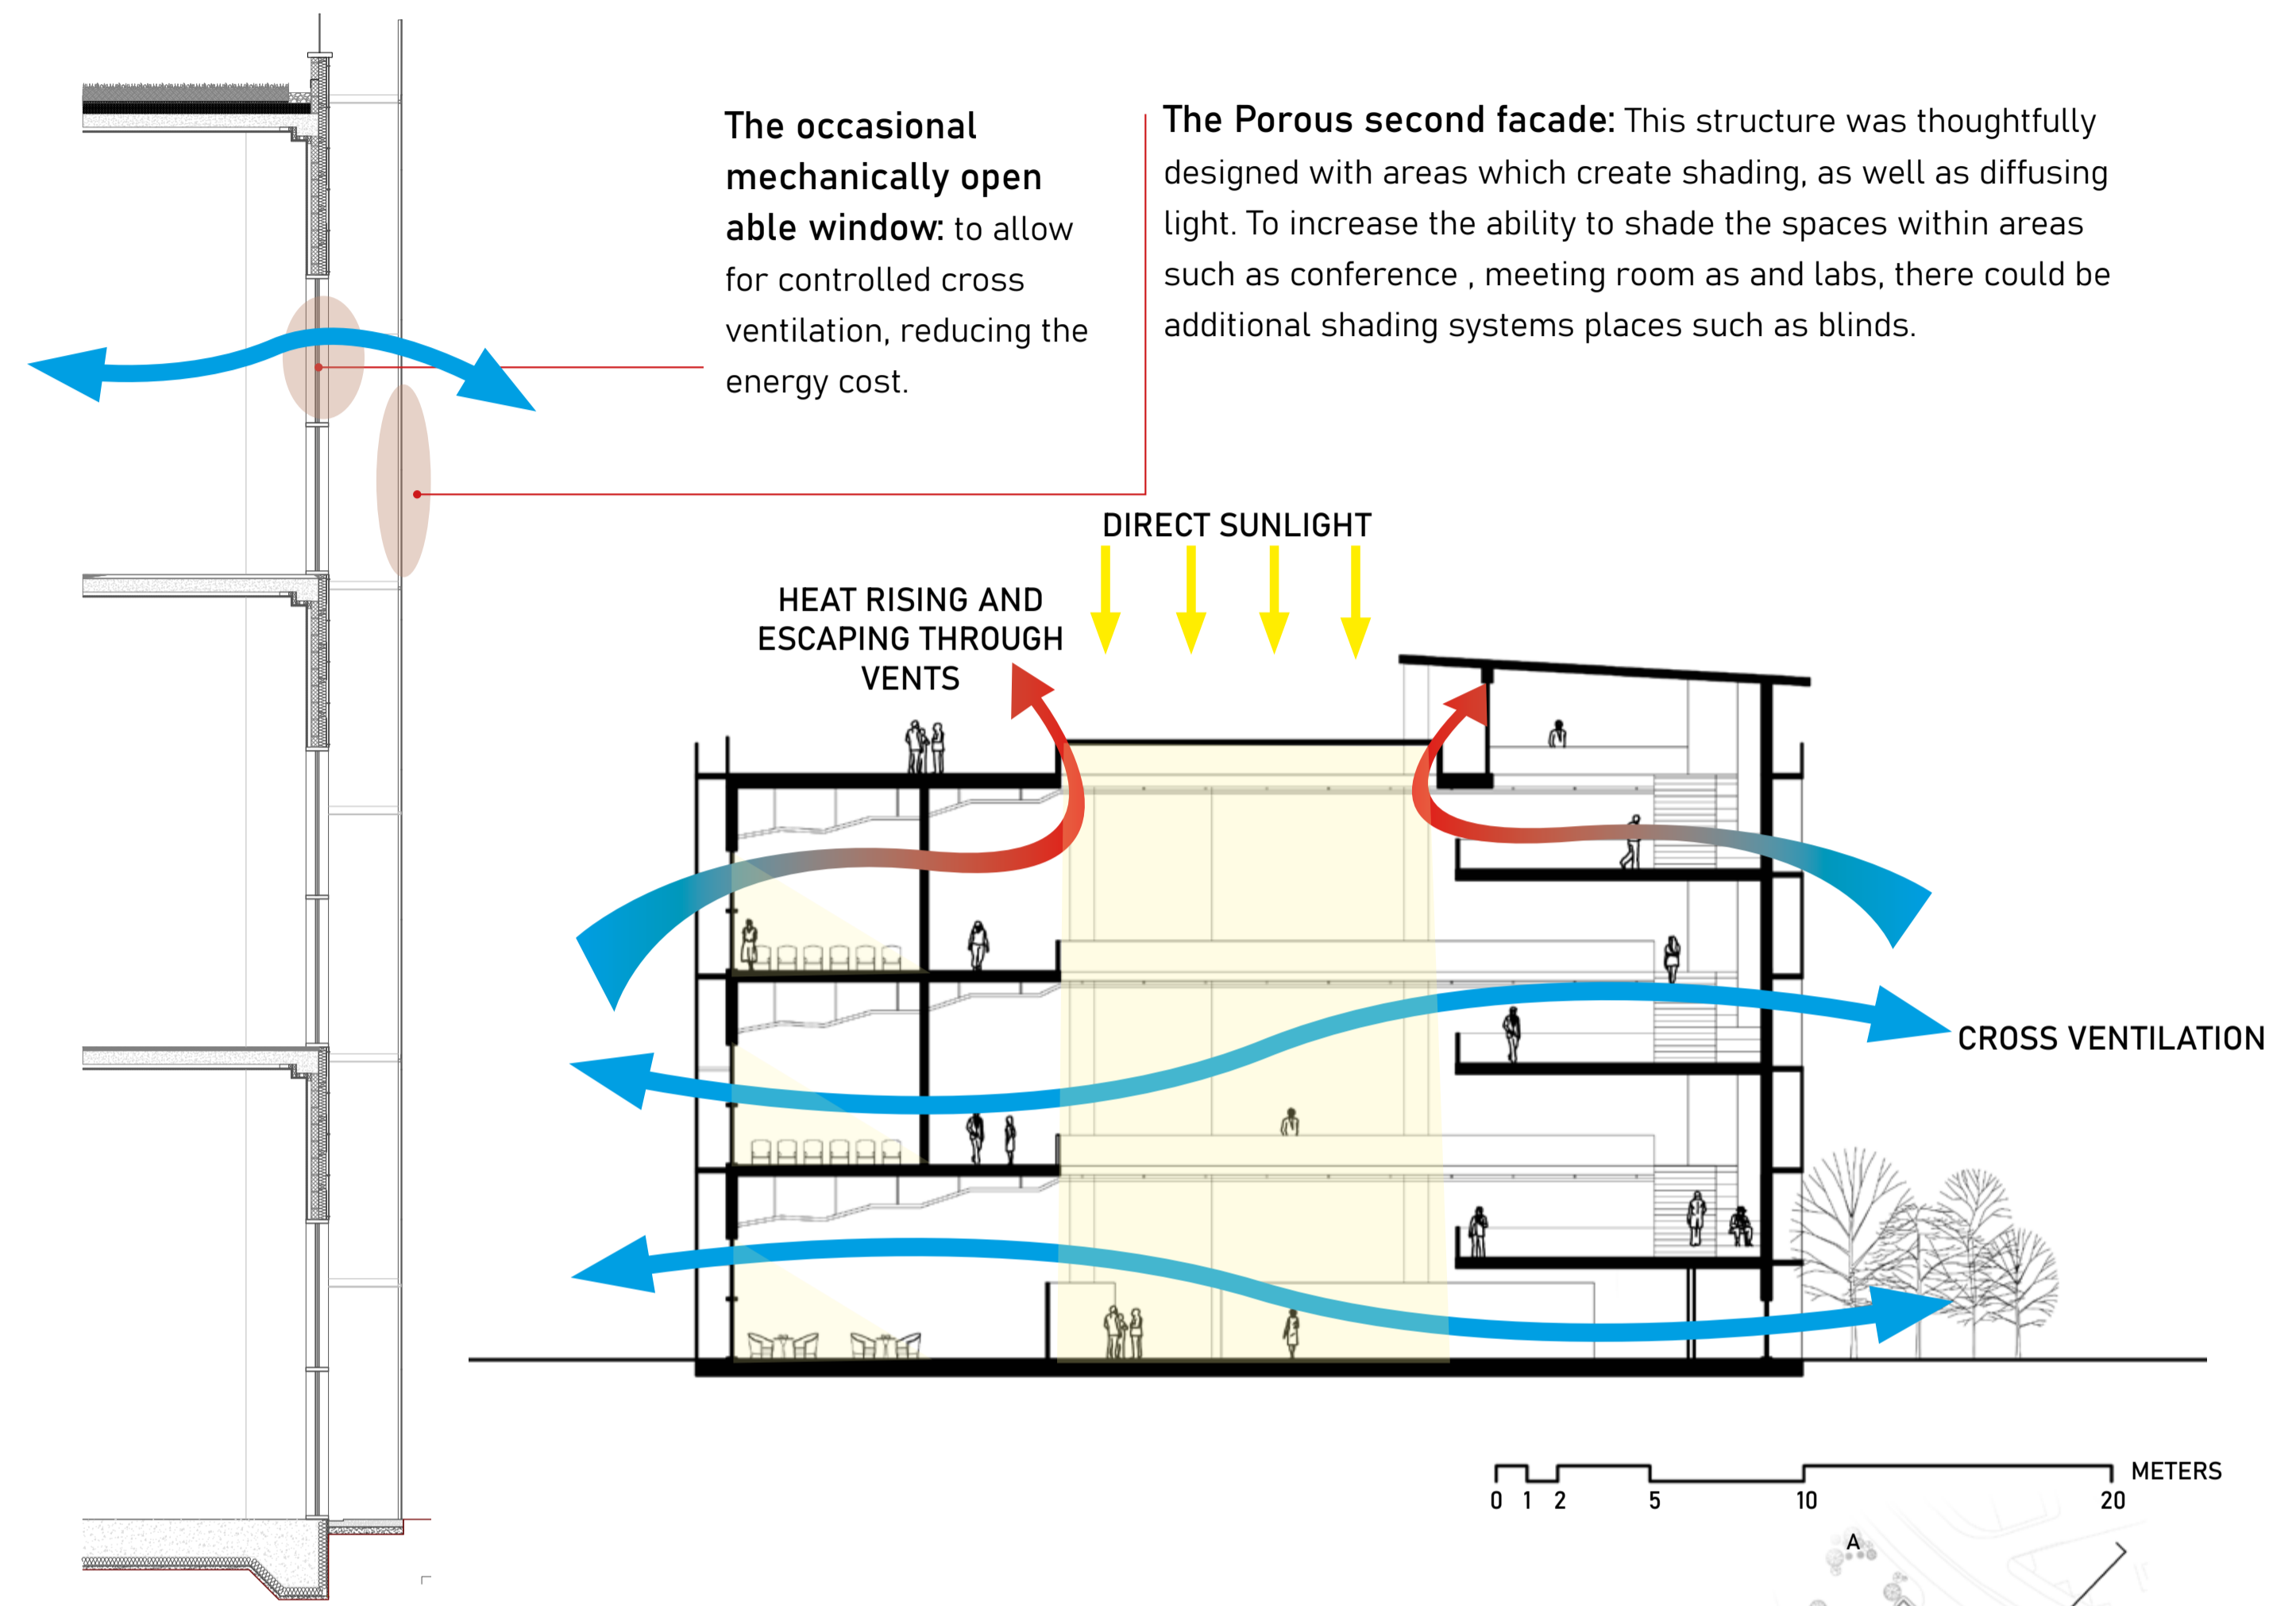 The occasional
mechanically open
able window: to allow
for controlled cross
ventilation, reducing the
energy cost.
The Porous second facade: This structure was thoughtfully
designed with areas which create shading, as well as diffusing
light. To increase the ability to shade the spaces within areas
such as conference , meeting room as and labs, there could be
additional shading systems places such as blinds.
DIRECT SUNLIGHT
HEAT RISING AND
ESCAPING THROUGH
VENTS
CROSS VENTILATION
METERS
0 1 2 5 10 20
A